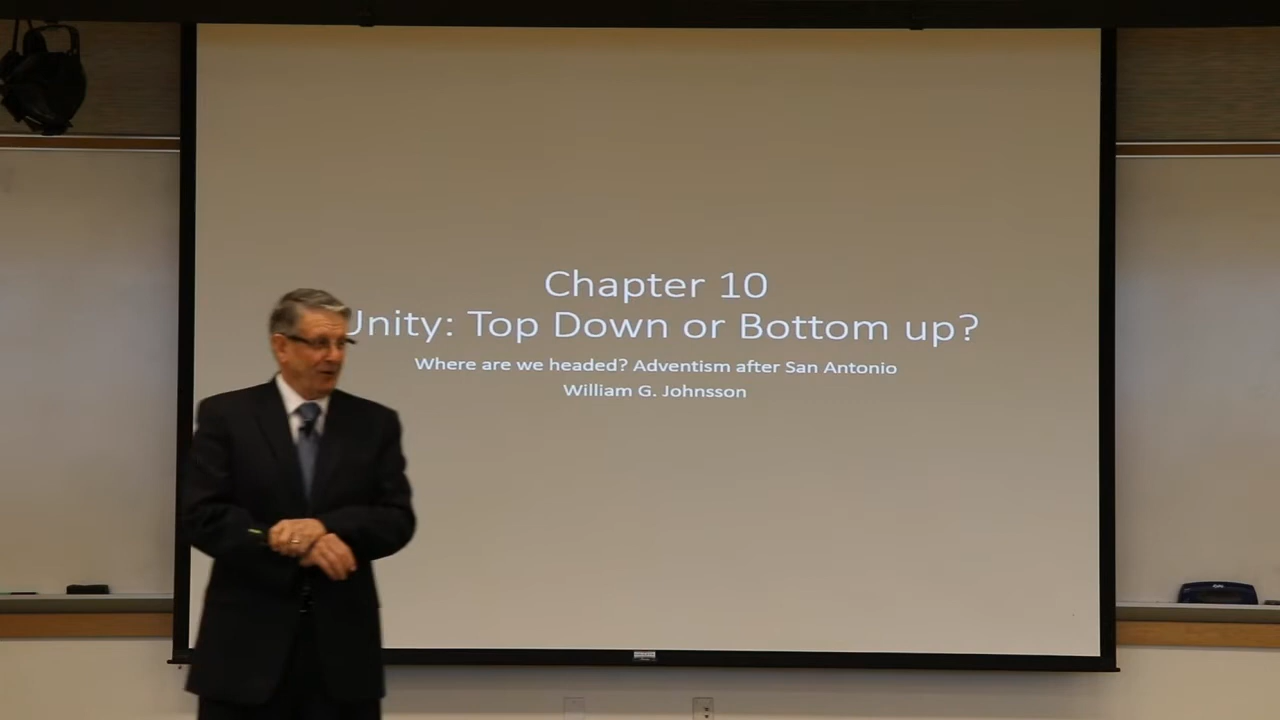 Chapter 10
Unity: Top Down or Bottom up?
Where are we headed? Adventism after San Antonio
William G. Johnsson